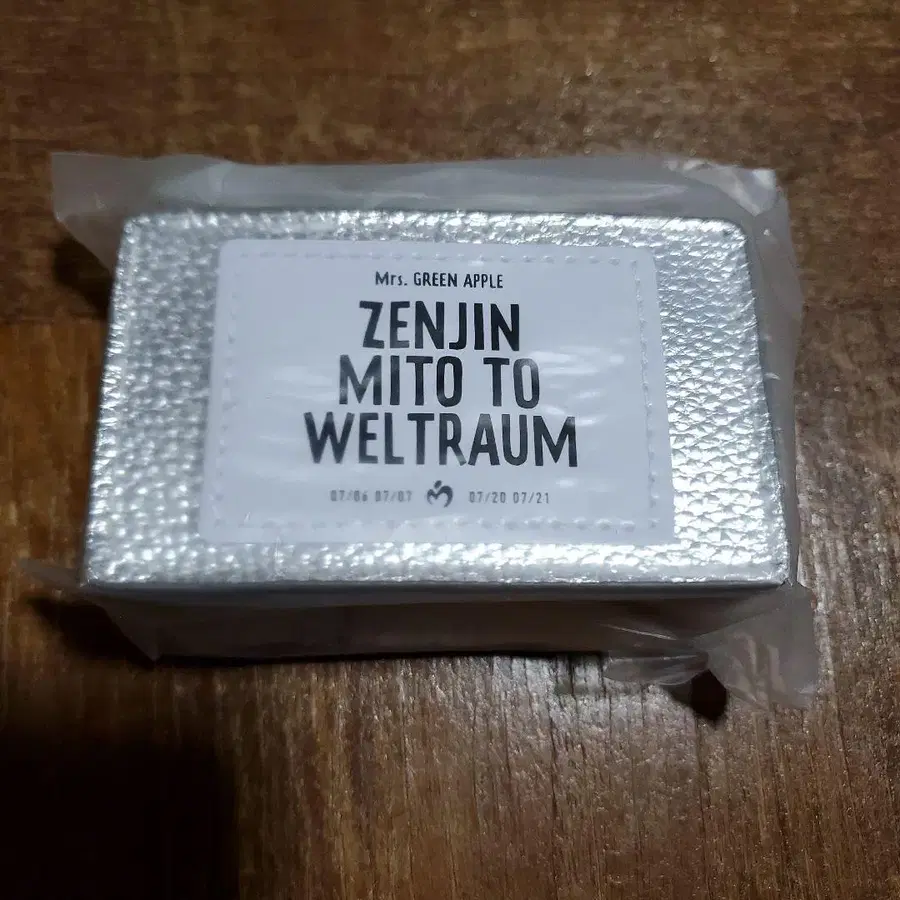 Mrs. GREEN APPLE
ZENJIN
MITO TO
WELTRAUM
07/06 07/07 07/20 07/21